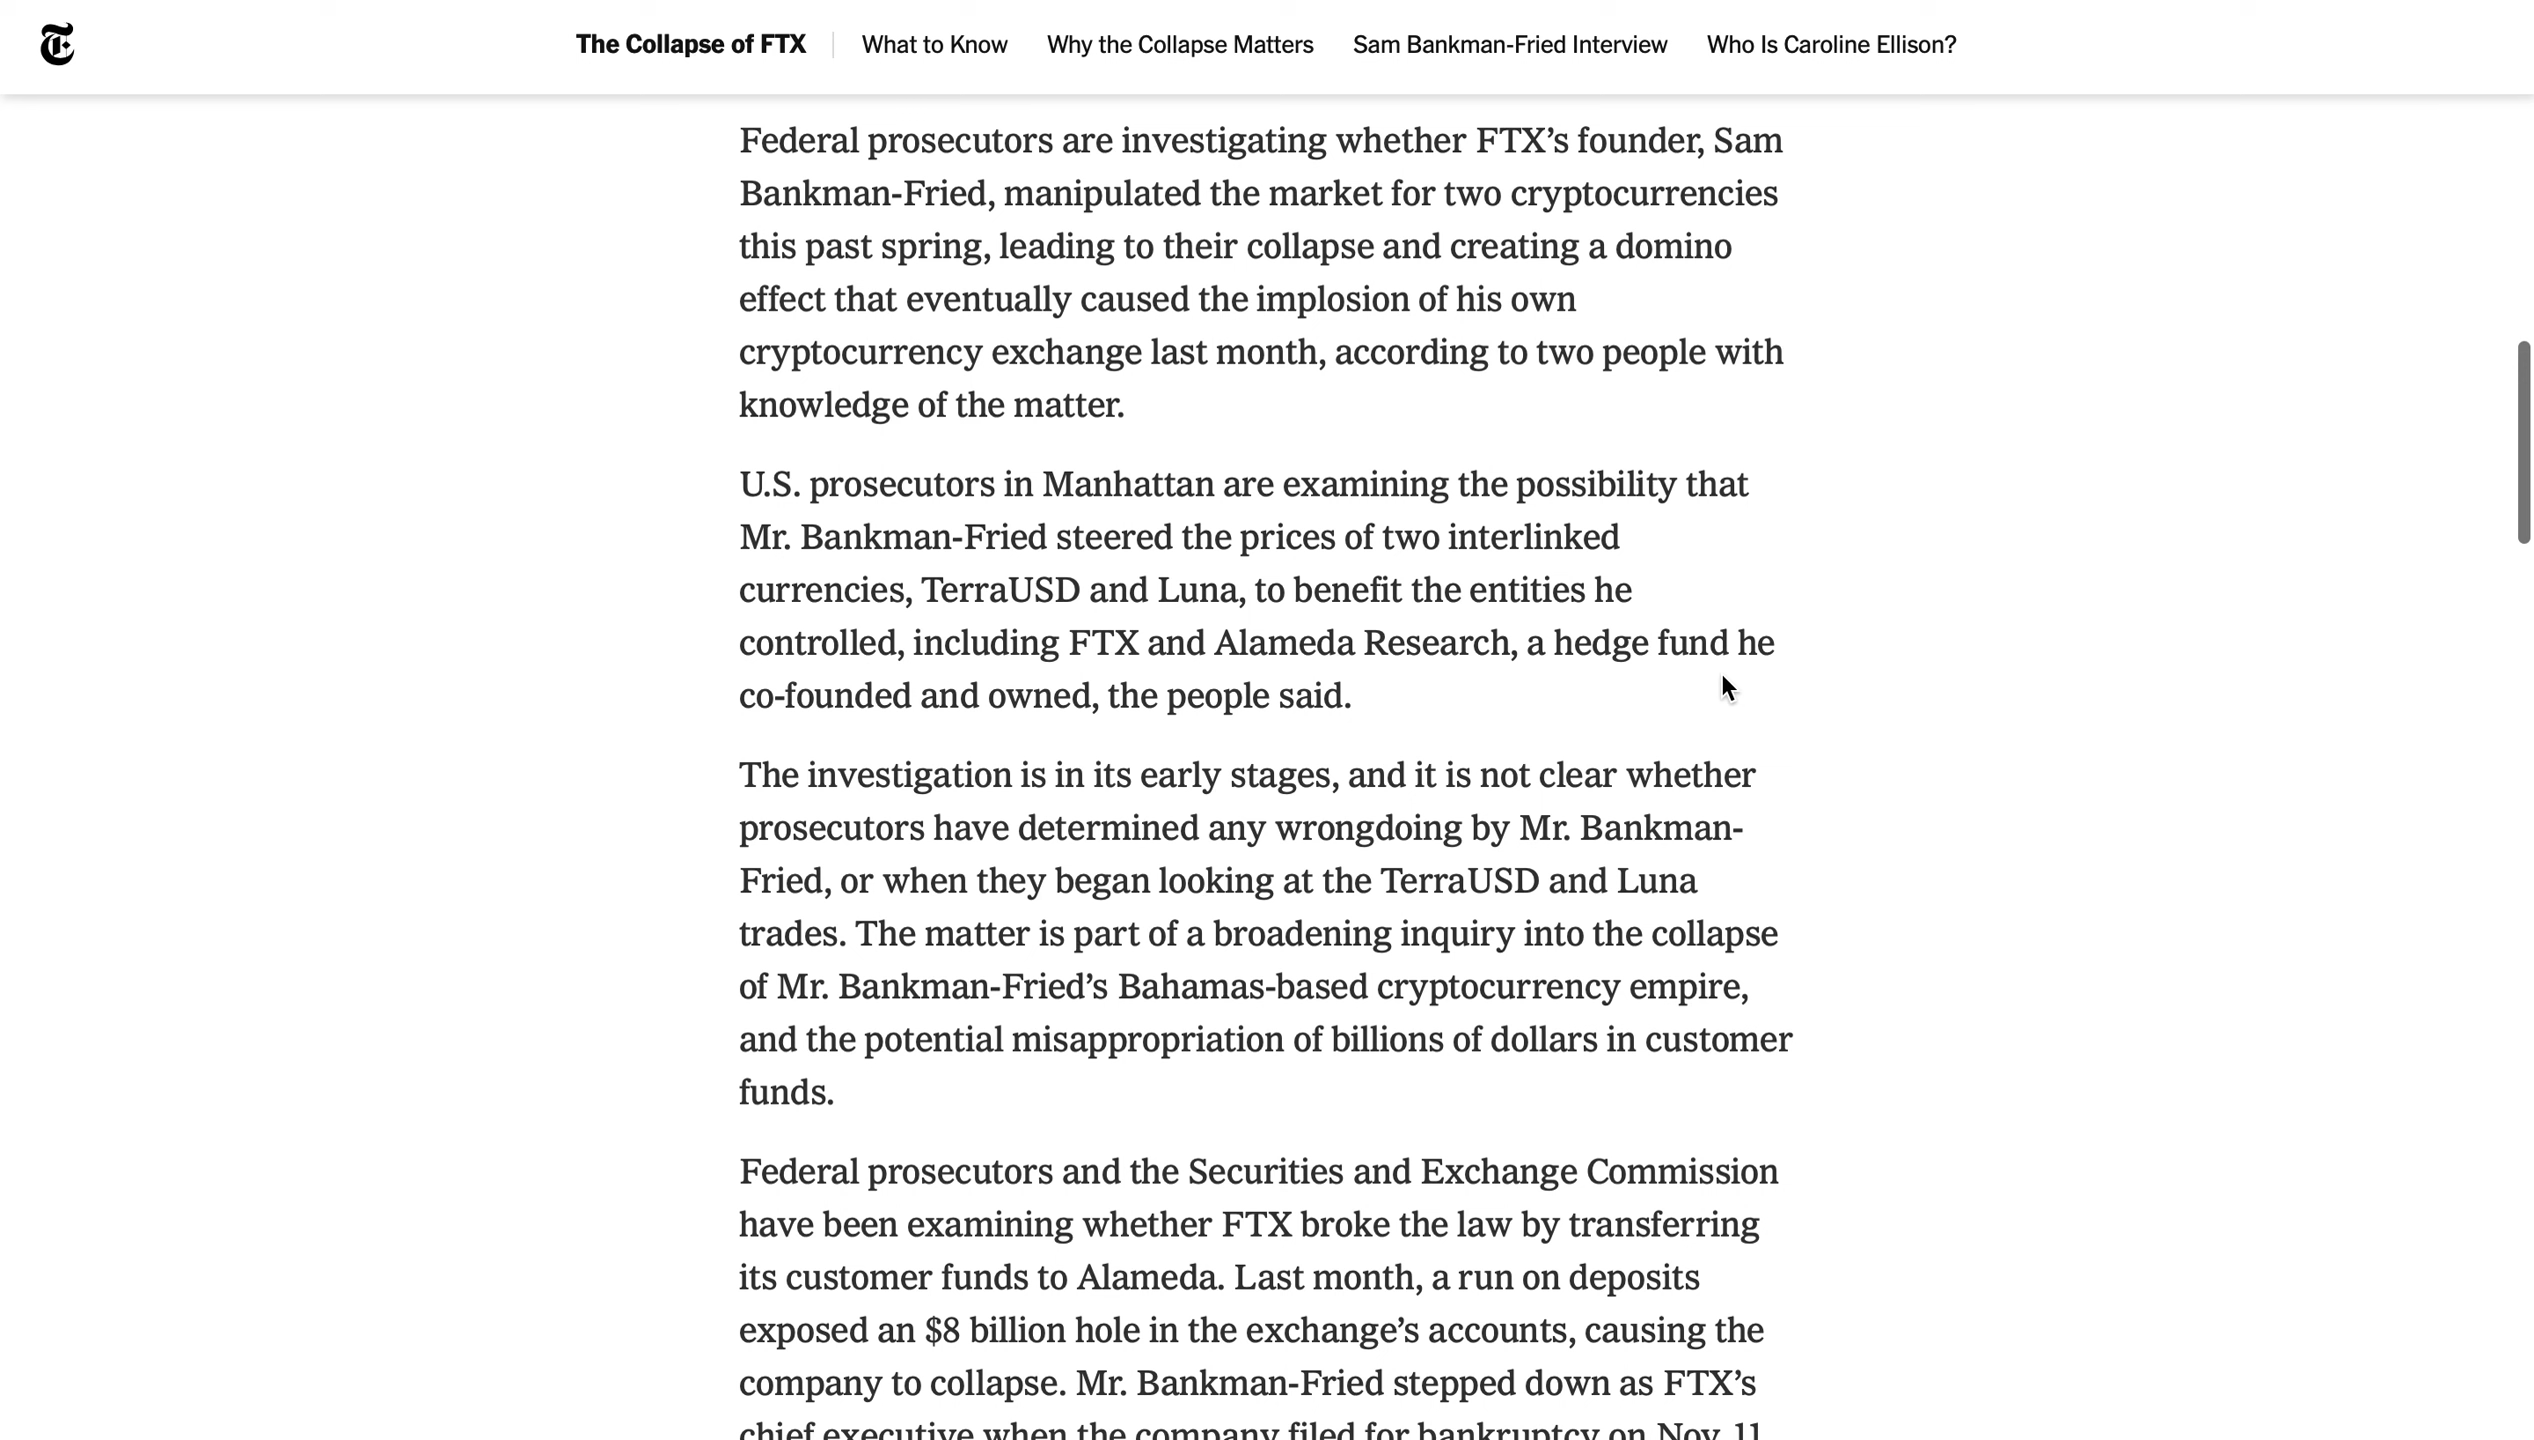 The Collapse of FTX
What to Know
Why the Collapse Matters
Sam Bankman-Fried Interview
Who Is Caroline Ellison?
Federal prosecutors are investigating whether FTX’s founder, Sam
Bankman-Fried, manipulated the market for two cryptocurrencies
this past spring, leading to their collapse and creating a domino
effect that eventually caused the implosion of his own
cryptocurrency exchange last month, according to two people with
knowledge of the matter.
U.S. prosecutors in Manhattan are examining the possibility that
Mr. Bankman-Fried steered the prices of two interlinked
currencies, TerraUSD and Luna, to benefit the entities he
controlled, including FTX and Alameda Research, a hedge fund he
co-founded and owned, the people said.
The investigation is in its early stages, and it is not clear whether
prosecutors have determined any wrongdoing by Mr. Bankman-
Fried, or when they began looking at the TerraUSD and Luna
trades. The matter is part of a broadening inquiry into the collapse
of Mr. Bankman-Fried’s Bahamas-based cryptocurrency empire,
and the potential misappropriation of billions of dollars in customer
funds.
Federal prosecutors and the Securities and Exchange Commission
have been examining whether FTX broke the law by transferring
its customer funds to Alameda. Last month, a run on deposits
exposed an $8 billion hole in the exchange’s accounts, causing the
company to collapse. Mr. Bankman-Fried stepped down as FTX’s
chief executive when the company filed for bankruptcy on Nov. 11